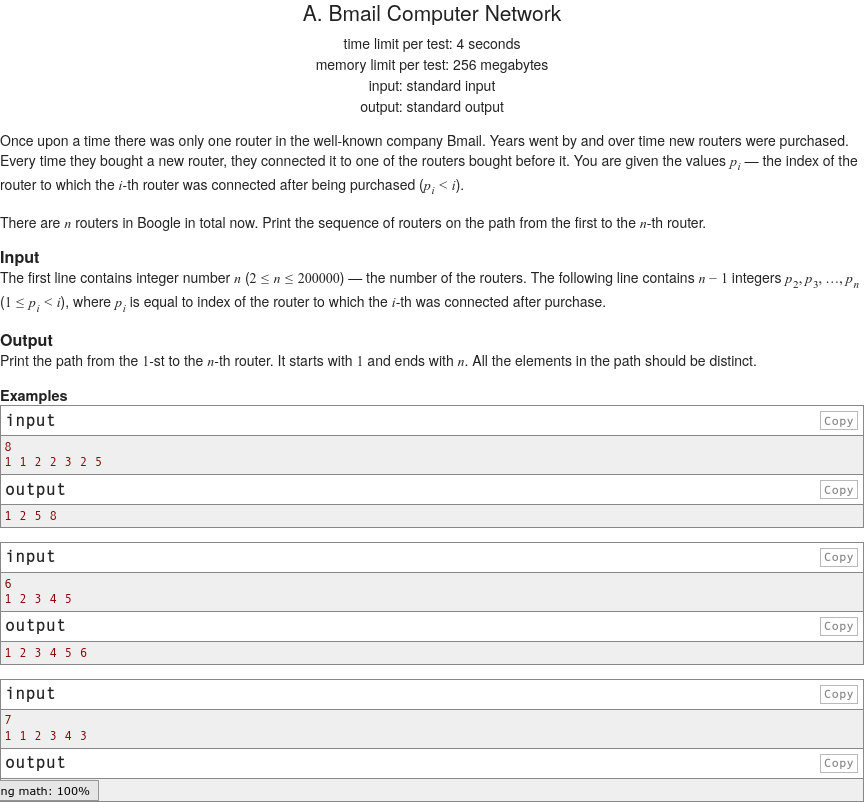 A. Bmail Computer Network
time limit per test: 4 seconds
memory limit per test: 256 megabytes
input: standard input
output: standard output
Once upon a time there was only one router in the well-known company Bmail. Years went by and over time new routers were purchased.
Every time they bought a new router, they connected it to one of the routers bought before it. You are given the values p_i — the index of the
router to which the i-th router was connected after being purchased (p_i < i).
There are n routers in Boogle in total now. Print the sequence of routers on the path from the first to the n-th router.
Input
The first line contains integer number n (2 ≤ n ≤ 200000) — the number of the routers. The following line contains n − 1 integers p_2, p_3, ..., p_n
(1 ≤ p_i < i), where p_i is equal to index of the router to which the i-th was connected after purchase.
Output
Print the path from the 1-st to the n-th router. It starts with 1 and ends with n. All the elements in the path should be distinct.
Examples
input Copy
8
1 1 2 2 3 2 5
output Copy
1 2 5 8
input Copy
6
1 2 3 4 5
output Copy
1 2 3 4 5 6
input Copy
7
1 1 2 3 4 3
output Copy
ng math: 100%